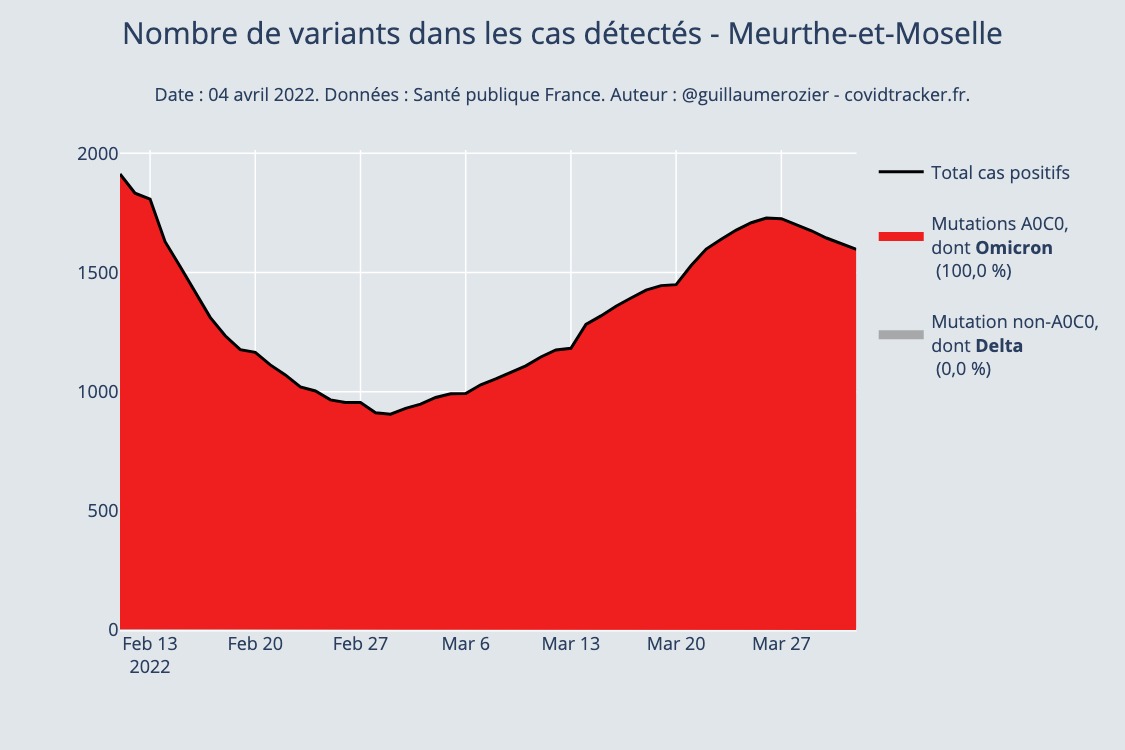 Nombre de variants dans les cas détectés - Meurthe-et-Moselle
Date : 04 avril 2022. Données : Santé publique France. Auteur : @guillaumerozier - covidtracker.fr.
2000
1500
1000
500
0
Feb 13
2022
Feb 20
Feb 27
Mar 6
Mar 13
Mar 20
Mar 27
Total cas positifs
Mutations A0C0,
dont Omicron
(100,0 %)
Mutation non-A0C0,
dont Delta
(0,0 %)